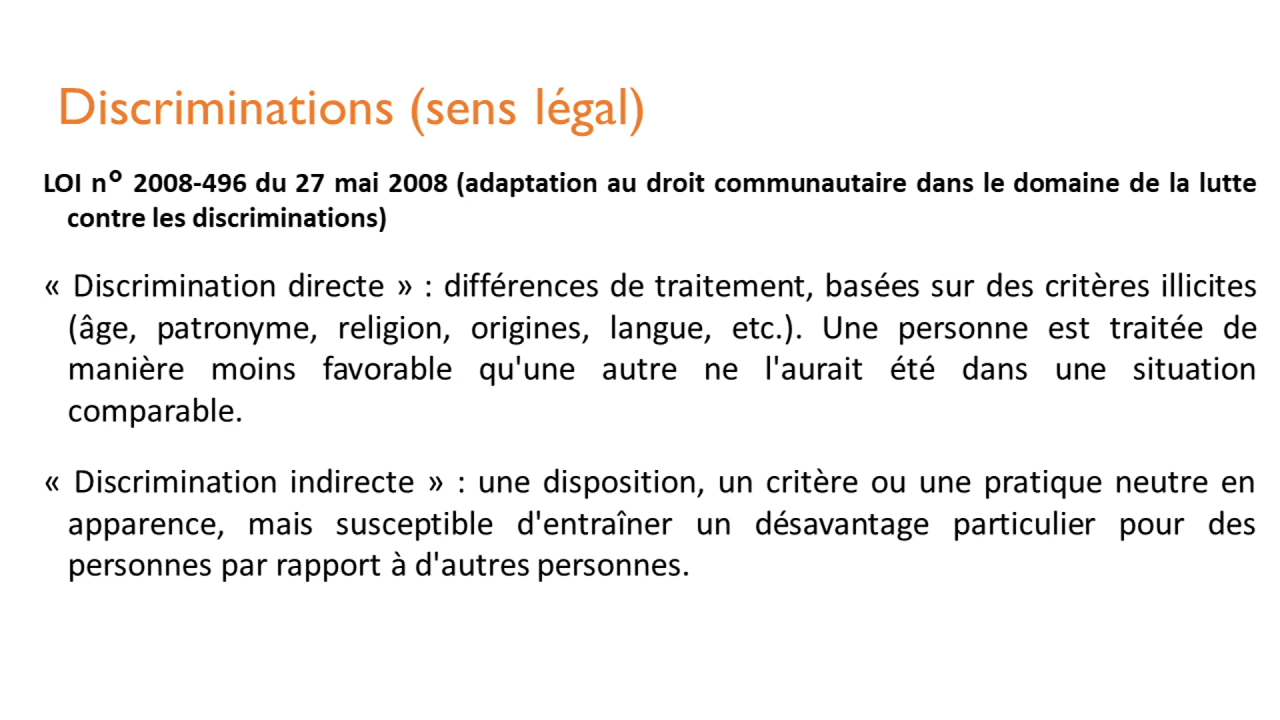 Discriminations (sens légal)
LOI nº 2008-496 du 27 mai 2008 (adaptation au droit communautaire dans le domaine de la lutte
contre les discriminations)
« Discrimination directe » : différences de traitement, basées sur des critères illicites
(âge, patronyme, religion, origines, langue, etc.). Une personne est traitée de
manière moins favorable qu'une autre ne l'aurait été dans une situation
comparable.
« Discrimination indirecte » : une disposition, un critère ou une pratique neutre en
apparence, mais susceptible d'entraîner un désavantage particulier pour des
personnes par rapport à d'autres personnes.